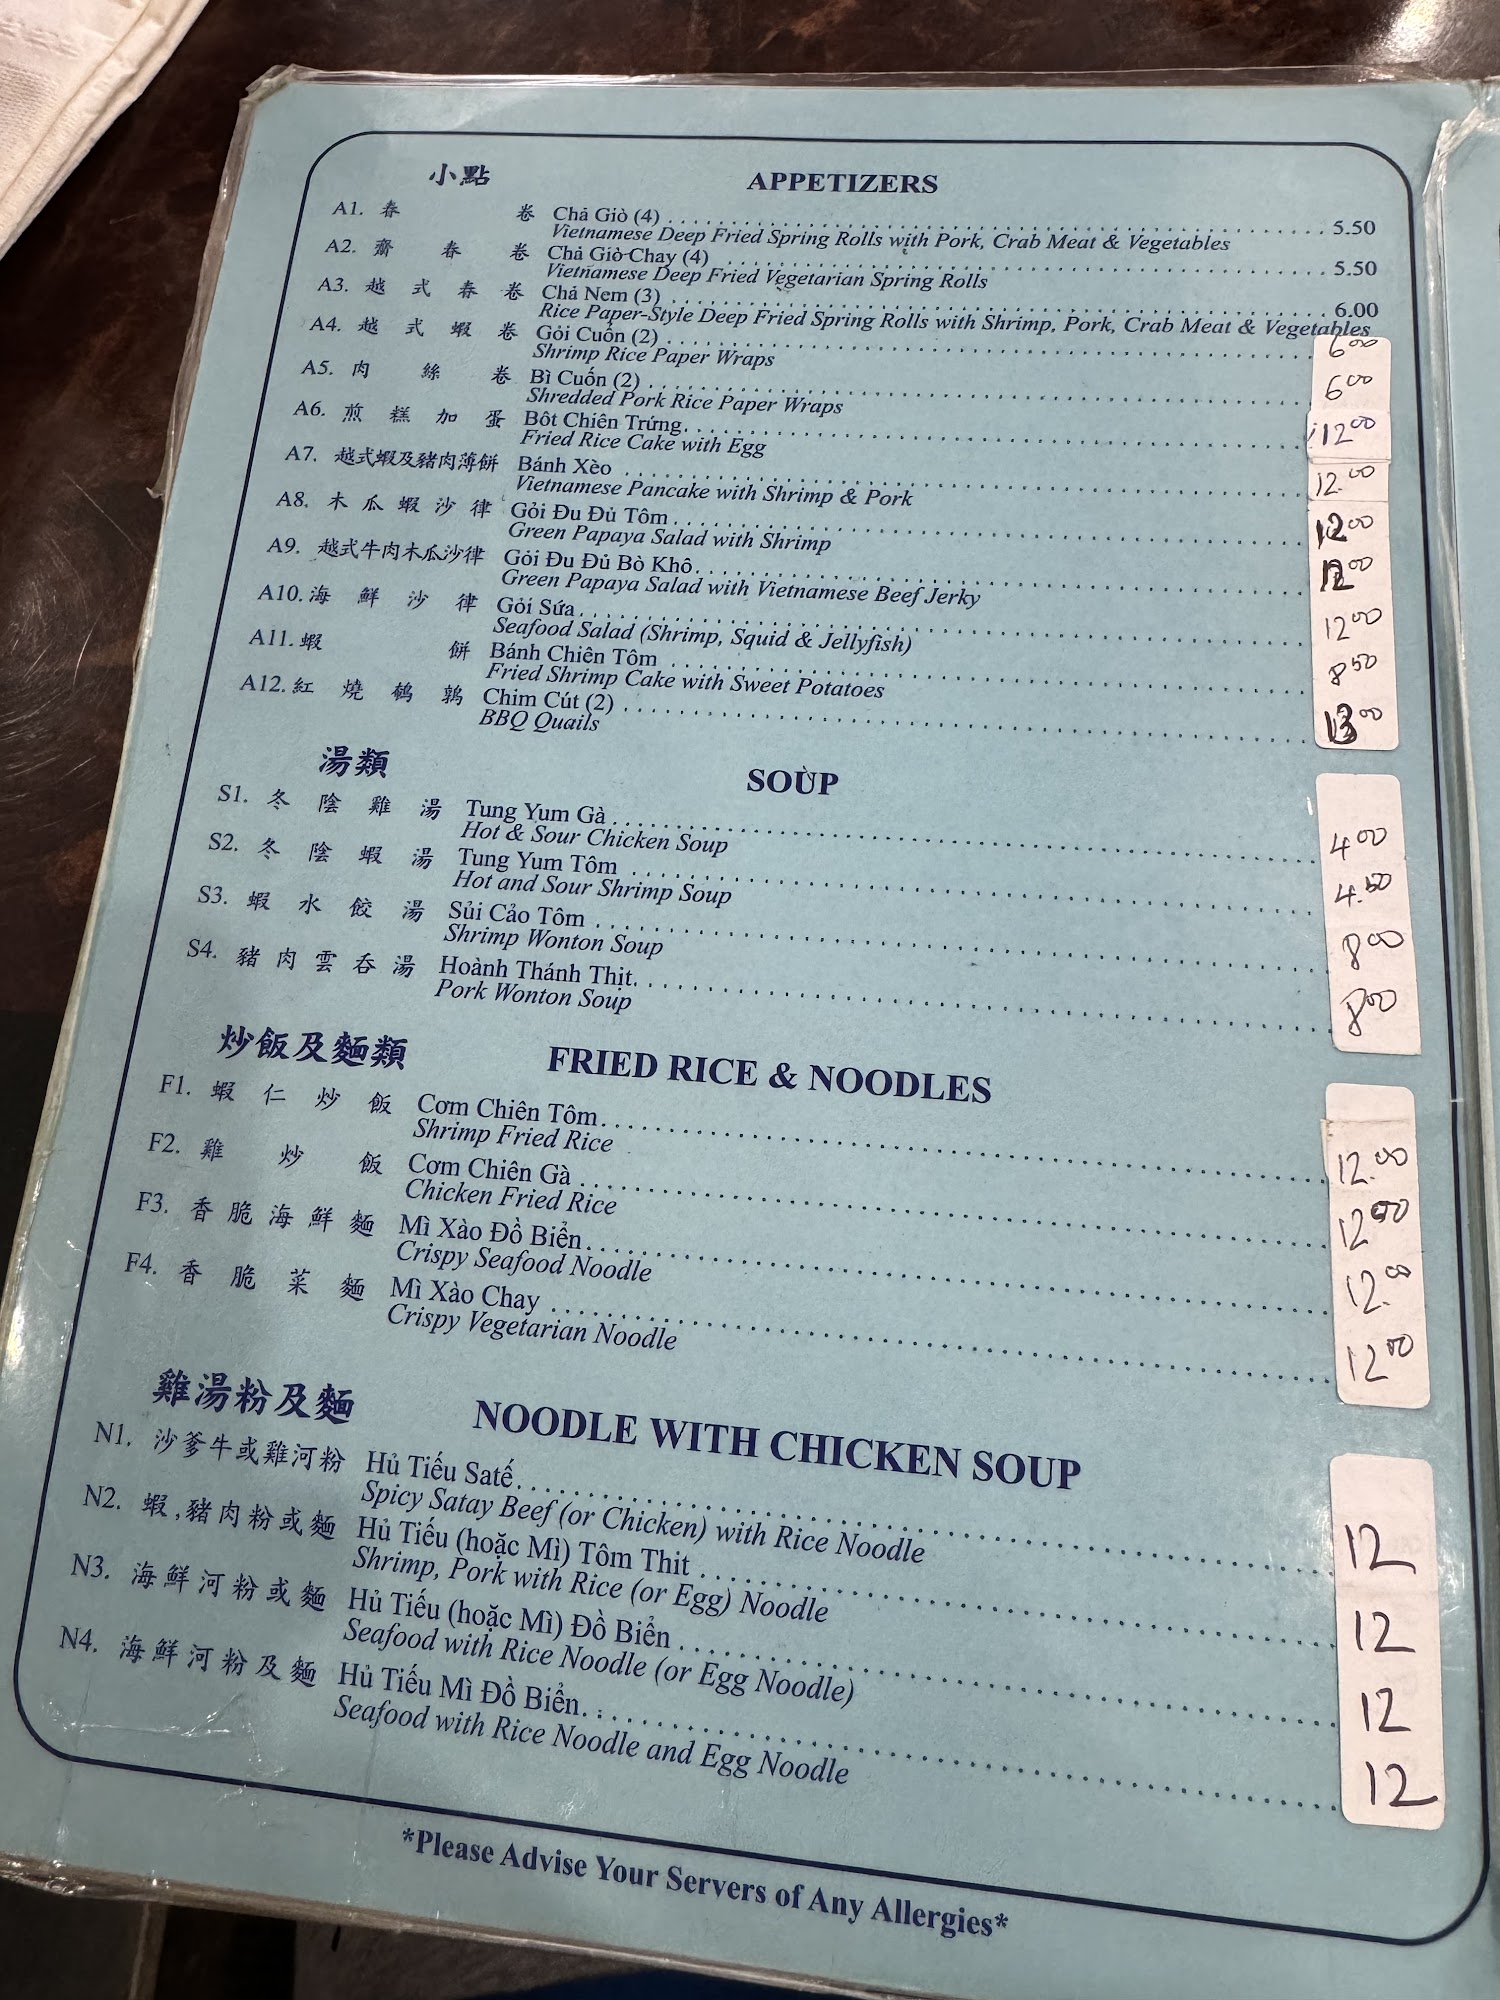 小點 APPETIZERS
A1. 春 卷 Chả Giò (4) 5.50
Vietnamese Deep Fried Spring Rolls with Pork, Crab Meat & Vegetables
A2. 齋 春 卷 Chả Giò Chay (4) 5.50
Vietnamese Deep Fried Vegetarian Spring Rolls
A3. 越 式 春 卷 Chả Nem (3) 6.00
Rice Paper-Style Deep Fried Spring Rolls with Shrimp, Pork, Crab Meat & Vegetables
A4. 越 式 蝦 卷 Gỏi Cuốn (2) 6.00
Shrimp Rice Paper Wraps
A5. 肉 絲 卷 Bì Cuốn (2) 6.00
Shredded Pork Rice Paper Wraps
A6. 煎 糕 加 蛋 Bôt Chiên Trứng 12.00
Fried Rice Cake with Egg
A7. 越式蝦及豬肉薄餅 Bánh Xèo 12.00
Vietnamese Pancake with Shrimp & Pork
A8. 木 瓜 蝦 沙 律 Gỏi Đu Đủ Tôm 12.00
Green Papaya Salad with Shrimp
A9. 越式牛肉木瓜沙律 Gỏi Đu Đủ Bò Khô 12.00
Green Papaya Salad with Vietnamese Beef Jerky
A10. 海 鮮 沙 律 Gỏi Sứa 12.00
Seafood Salad (Shrimp, Squid & Jellyfish)
A11. 蝦 餅 Bánh Chiên Tôm 8.50
Fried Shrimp Cake with Sweet Potatoes
A12. 紅 燒 鵪 鶉 Chim Cút (2) 13.00
BBQ Quails
湯類 SOUP
S1. 冬 陰 雞 湯 Tung Yum Gà 4.00
Hot & Sour Chicken Soup
S2. 冬 陰 蝦 湯 Tung Yum Tôm 4.50
Hot and Sour Shrimp Soup
S3. 蝦 水 餃 湯 Sủi Cảo Tôm 8.00
Shrimp Wonton Soup
S4. 豬 肉 雲 吞 湯 Hoành Thánh Thịt 8.00
Pork Wonton Soup
炒飯及麵類 FRIED RICE & NOODLES
F1. 蝦 仁 炒 飯 Cơm Chiên Tôm 12.00
Shrimp Fried Rice
F2. 雞 炒 飯 Cơm Chiên Gà 12.00
Chicken Fried Rice
F3. 香 脆 海 鮮 麵 Mì Xào Đồ Biển 12.00
Crispy Seafood Noodle
F4. 香 脆 菜 麵 Mì Xào Chay 12.00
Crispy Vegetarian Noodle
雞湯粉及麵 NOODLE WITH CHICKEN SOUP
N1. 沙爹牛或雞河粉 Hủ Tiếu Satế 12
Spicy Satay Beef (or Chicken) with Rice Noodle
N2. 蝦,豬肉粉或麵 Hủ Tiếu (hoặc Mì) Tôm Thit 12
Shrimp, Pork with Rice (or Egg) Noodle
N3. 海鮮河粉或麵 Hủ Tiếu (hoặc Mì) Đồ Biển 12
Seafood with Rice Noodle (or Egg Noodle)
N4. 海鮮河粉及麵 Hủ Tiếu Mì Đồ Biển 12
Seafood with Rice Noodle and Egg Noodle
*Please Advise Your Servers of Any Allergies*